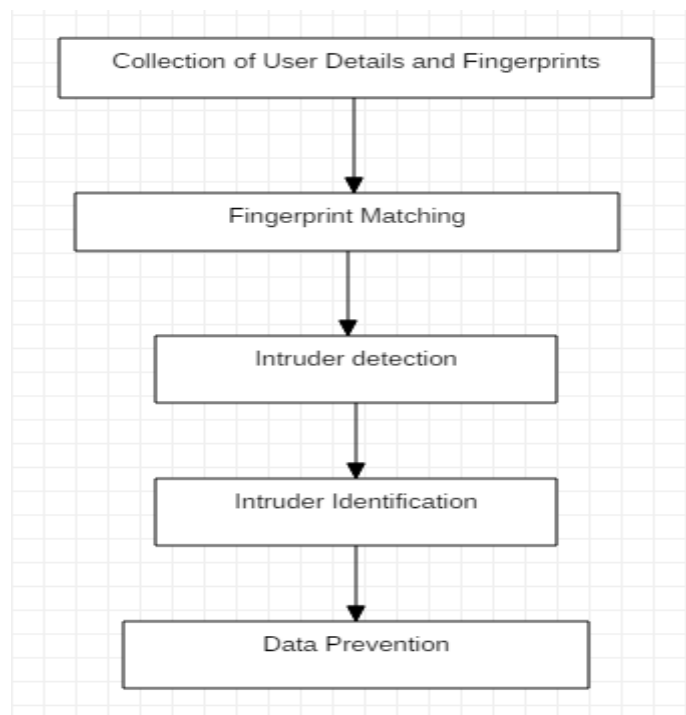 Collection of User Details and Fingerprints
Fingerprint Matching
Intruder detection
Intruder Identification
Data Prevention